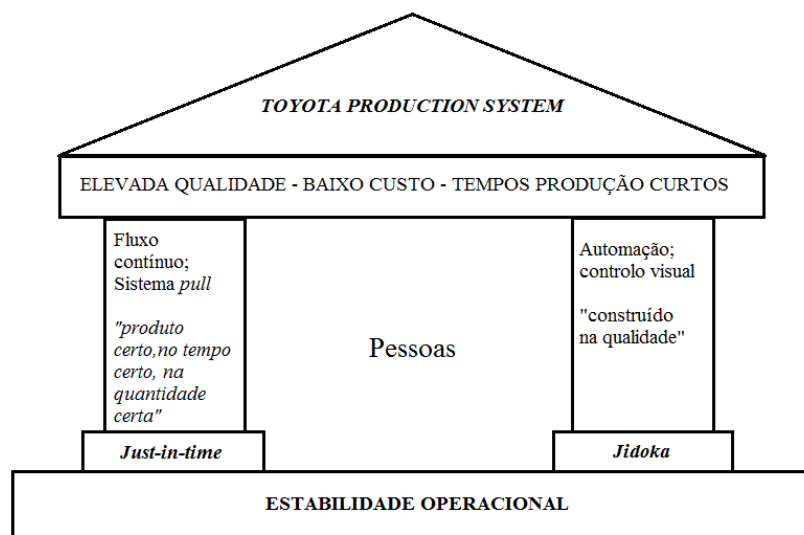 TOYOTA PRODUCTION SYSTEM
ELEVADA QUALIDADE - BAIXO CUSTO - TEMPOS PRODUÇÃO CURTOS
Fluxo
contínuo;
Sistema pull
"produto
certo,no tempo
certo, na
quantidade
certa"
Just-in-time
Pessoas
Automação;
controlo visual
"construído
na qualidade"
Jidoka
ESTABILIDADE OPERACIONAL